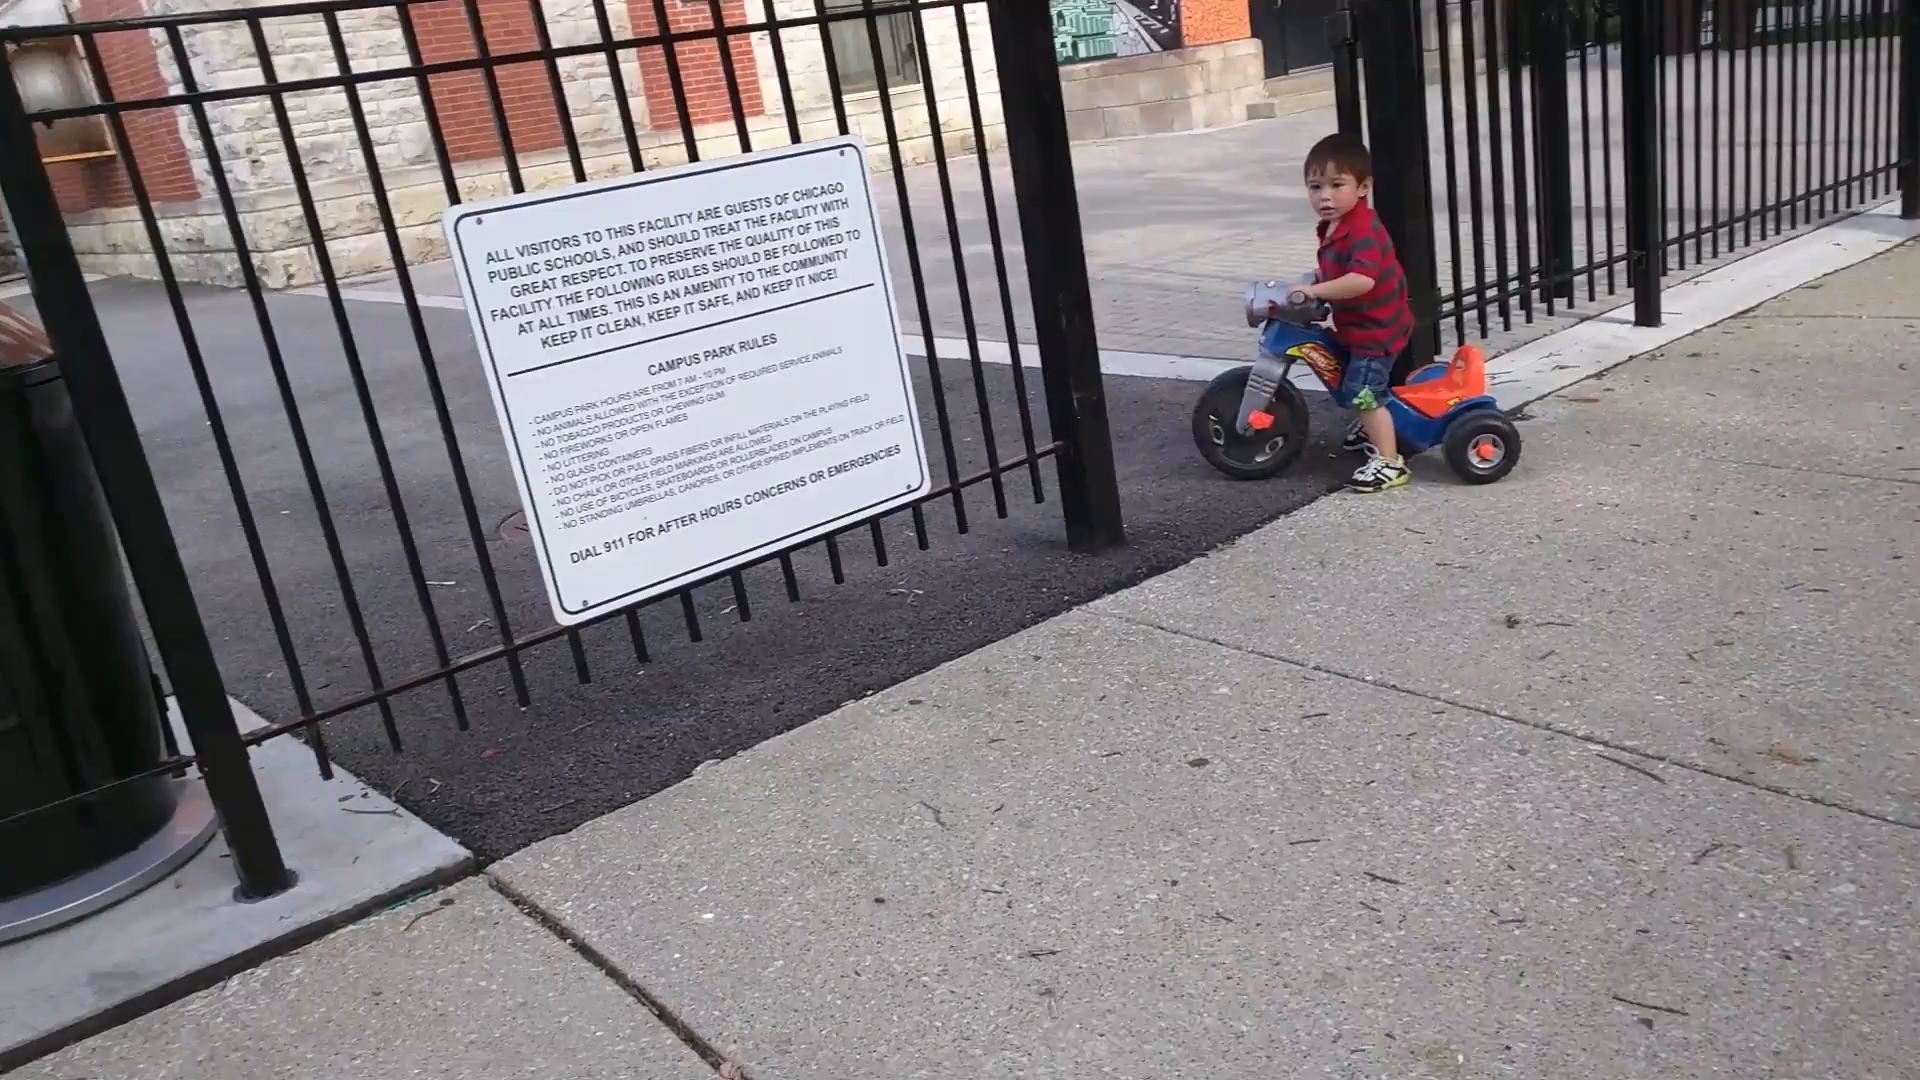 ALL VISITORS TO THIS FACILITY ARE GUESTS OF CHICAGO
PUBLIC SCHOOLS, AND SHOULD TREAT THE FACILITY WITH
GREAT RESPECT. TO PRESERVE THE QUALITY OF THIS
FACILITY THE FOLLOWING RULES SHOULD BE FOLLOWED TO
AT ALL TIMES. THIS IS AN AMENITY TO THE COMMUNITY
KEEP IT CLEAN, KEEP IT SAFE, AND KEEP IT NICE!
CAMPUS PARK RULES
- CAMPUS PARK HOURS ARE FROM 7 AM - 10 PM
- NO ANIMALS ALLOWED WITH THE EXCEPTION OF REQUIRED SERVICE ANIMALS
- NO TOBACCO PRODUCTS OR CHEWING GUM
- NO FIREWORKS OR OPEN FLAMES
- NO LITTERING
- NO GLASS CONTAINERS
- DO NOT PICK OR PULL GRASS FIBERS OR INFILL MATERIALS ON THE PLAYING FIELD
- NO CHALK OR OTHER FIELD MARKINGS ARE ALLOWED
- NO USE OF BICYCLES, SKATEBOARDS OR ROLLERBLADES ON CAMPUS
- NO STANDING UMBRELLAS, CANOPIES, OR OTHER SPIKED IMPLEMENTS ON TRACK OR FIELD
DIAL 911 FOR AFTER HOURS CONCERNS OR EMERGENCIES